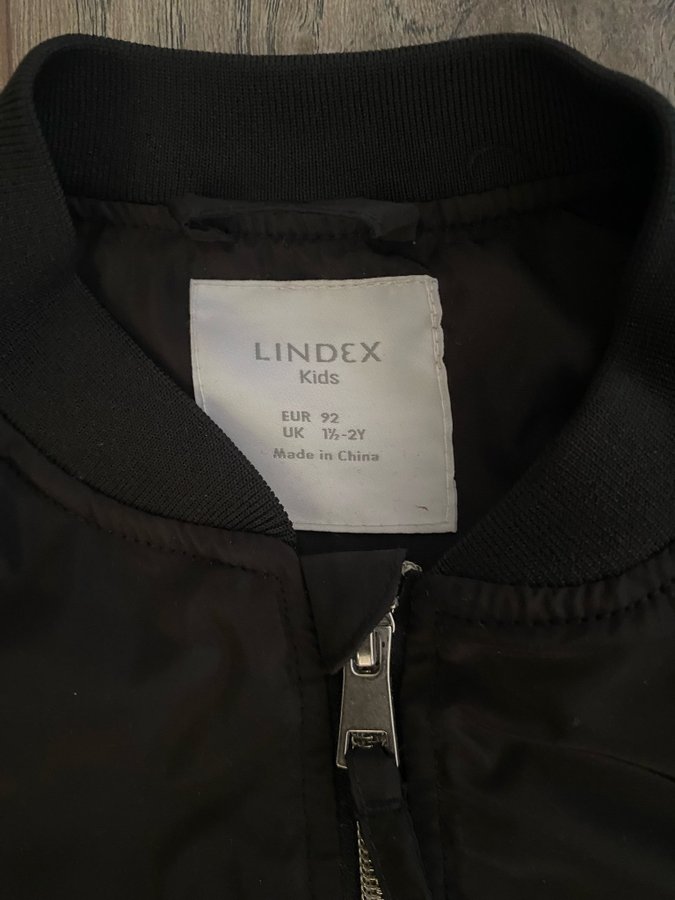 LINDEX
Kids
EUR 92
UK 1½-2Y
Made in China